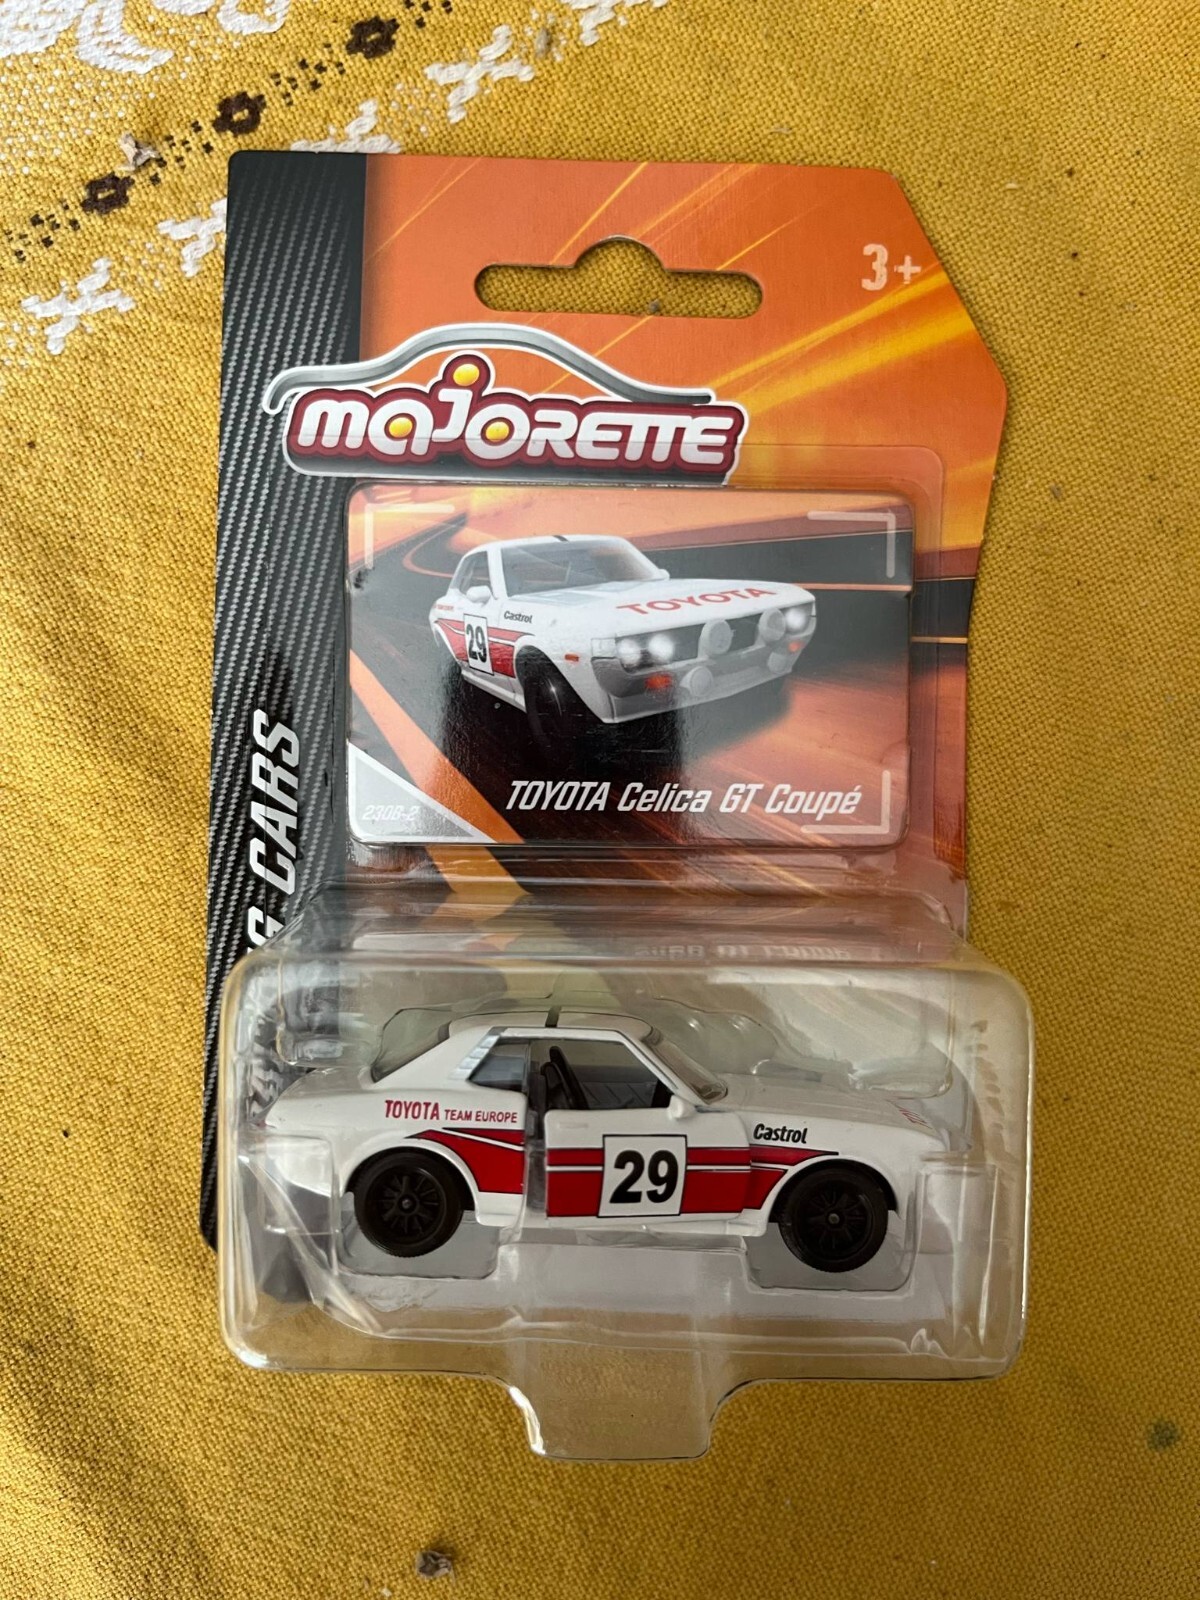 3+
majorette
TOYOTA
Castrol
29
230B-2
TOYOTA Celica GT Coupé
CARS
TOYOTA TEAM EUROPE
Castrol
29